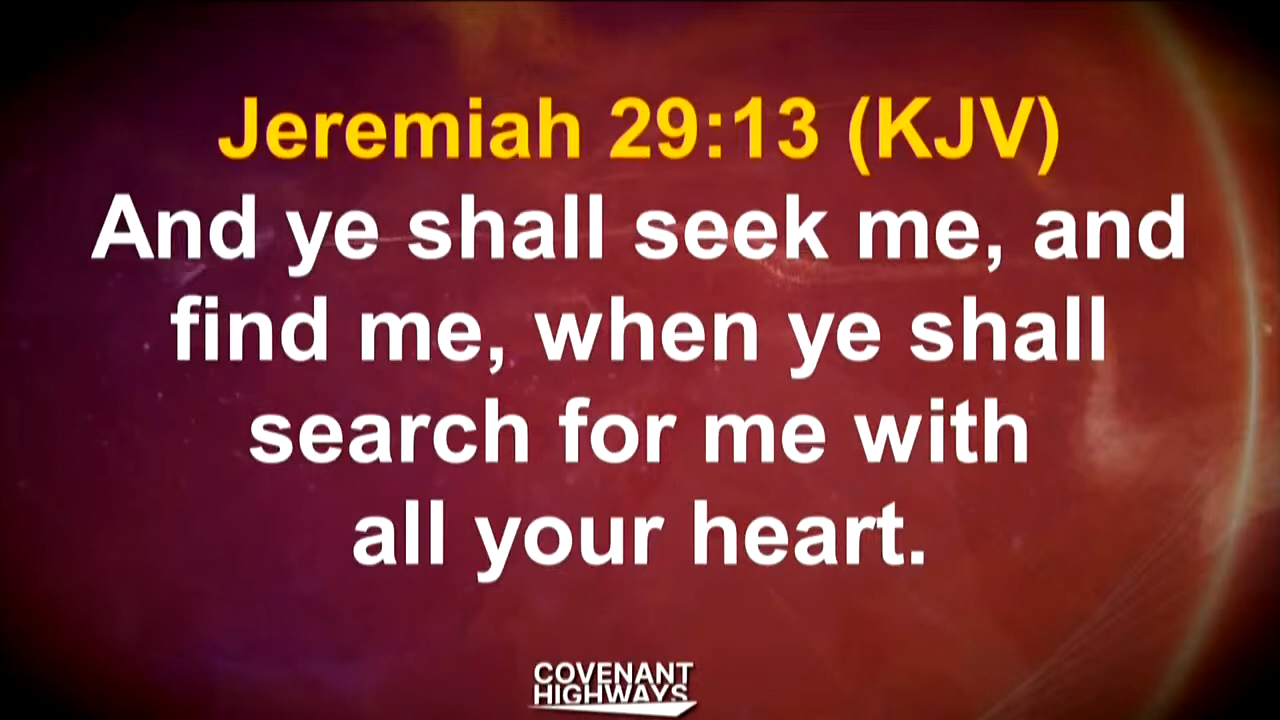 Jeremiah 29:13 (KJV)
And ye shall seek me, and
find me, when ye shall
search for me with
all your heart.
COVENANT
HIGHWAYS